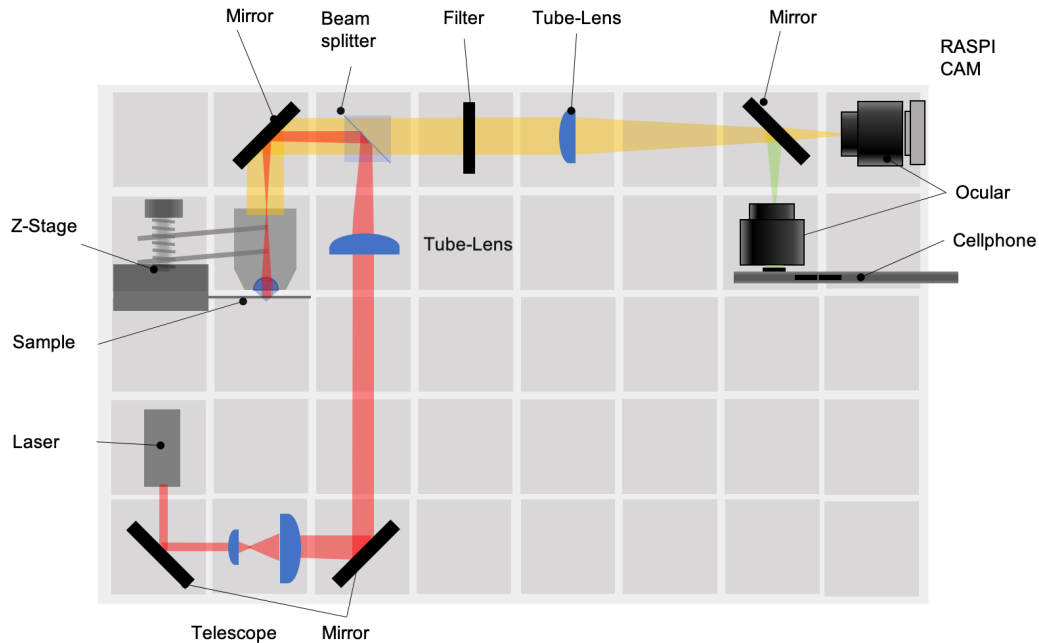 Mirror
Beam
splitter
Filter
Tube-Lens
Mirror
RASPI
CAM
Ocular
Z-Stage
Tube-Lens
Cellphone
Sample
Laser
Telescope
Mirror